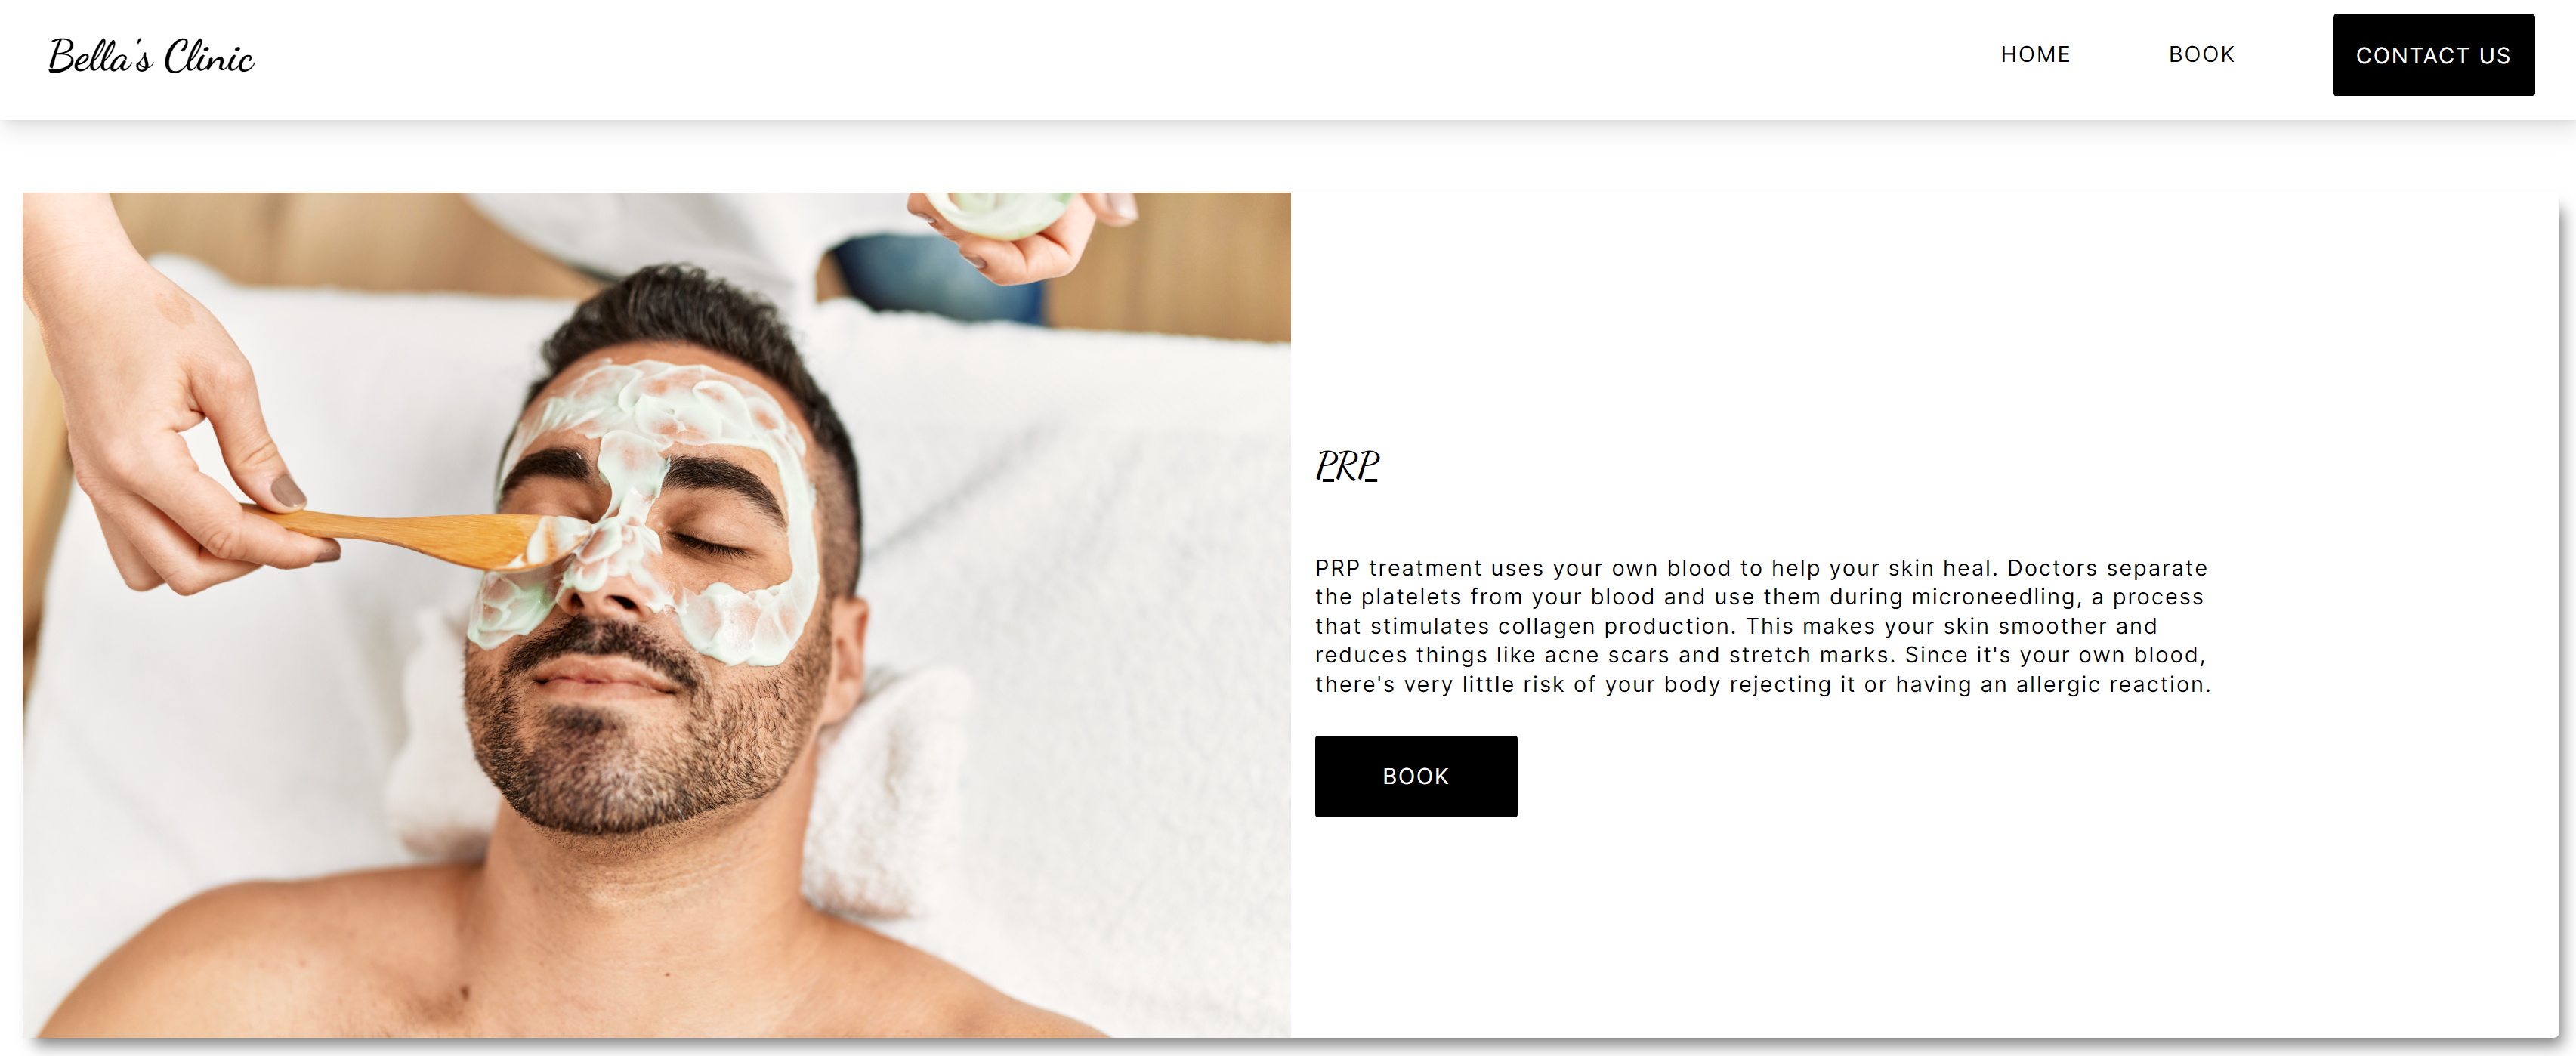 Bella's Clinic
HOME
BOOK
CONTACT US
PRP
PRP treatment uses your own blood to help your skin heal. Doctors separate
the platelets from your blood and use them during microneedling, a process
that stimulates collagen production. This makes your skin smoother and
reduces things like acne scars and stretch marks. Since it's your own blood,
there's very little risk of your body rejecting it or having an allergic reaction.
BOOK